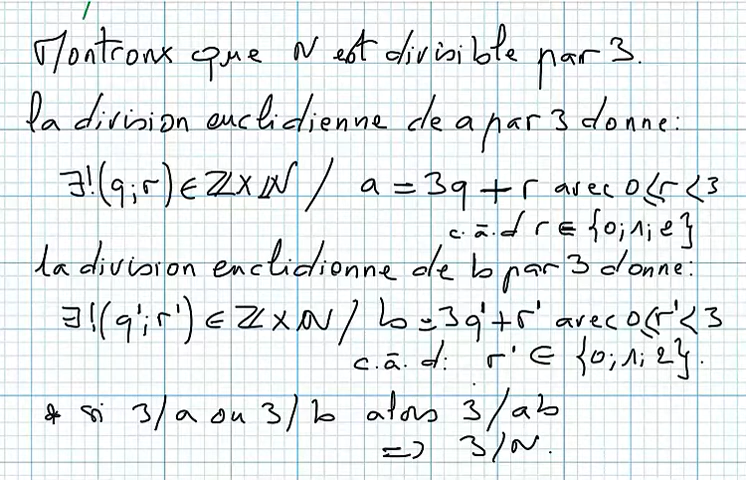 Montrons que N est divisible par 3.
la division euclidienne de a par 3 donne:
∃!(q;r) ∈ ℤ×ℕ / a = 3q + r avec 0≤r<3
c.à.d r ∈ {0;1;2}
la division euclidienne de b par 3 donne:
∃!(q';r') ∈ ℤ×ℕ / b = 3q'+r' avec 0≤r'<3
c.à.d: r' ∈ {0;1;2}.
* si 3/a ou 3/b alors 3/ab
=> 3/N.